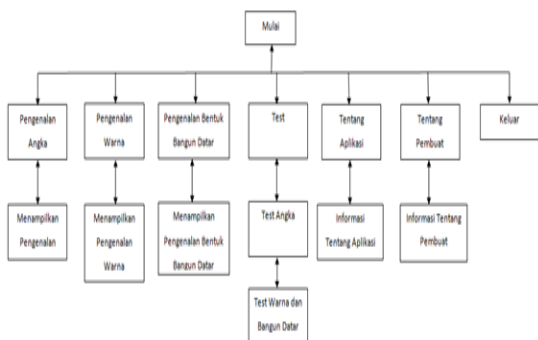 Mulai
Pengenalan
Angka
Pengenalan
Warna
Pengenalan Bentuk
Bangun Datar
Test
Tentang
Aplikasi
Tentang
Pembuat
Keluar
Menampilkan
Pengenalan
Menampilkan
Pengenalan
Warna
Menampilkan
Pengenalan Bentuk
Bangun Datar
Test Angka
Informasi
Tentang Aplikasi
Informasi Tentang
Pembuat
Test Warna dan
Bangun Datar